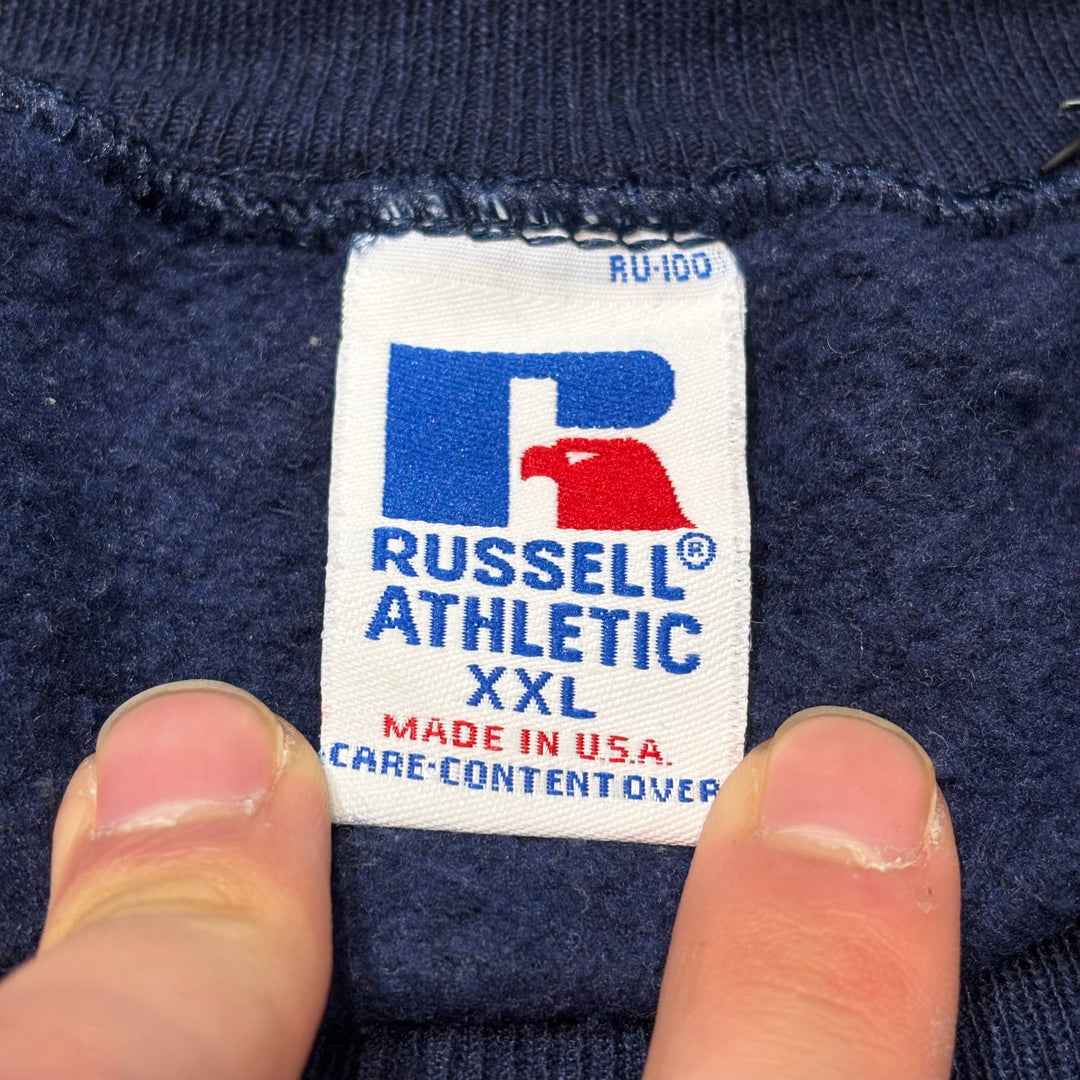 RU-100
RUSSELL®
ATHLETIC
XXL
MADE IN U.S.A.
·CARE·CONTENT OVER